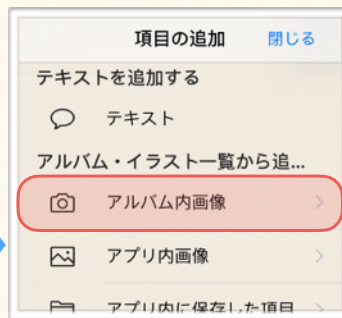 項目の追加
閉じる
テキストを追加する
テキスト
アルバム・イラスト一覧から追...
アルバム内画像
アプリ内画像
アプリ内に保存した項目